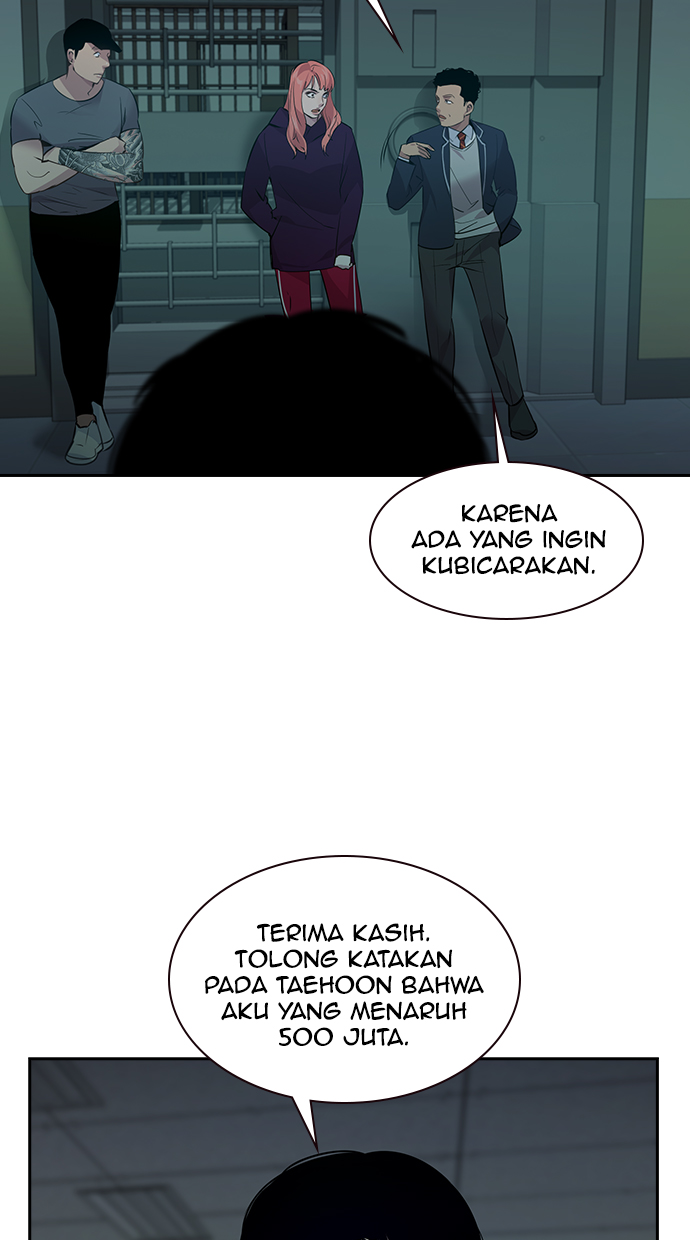 KARENA
ADA YANG INGIN
KUBICARAKAN.
TERIMA KASIH.
TOLONG KATAKAN
PADA TAEHOON BAHWA
AKU YANG MENARUH
500 JUTA.